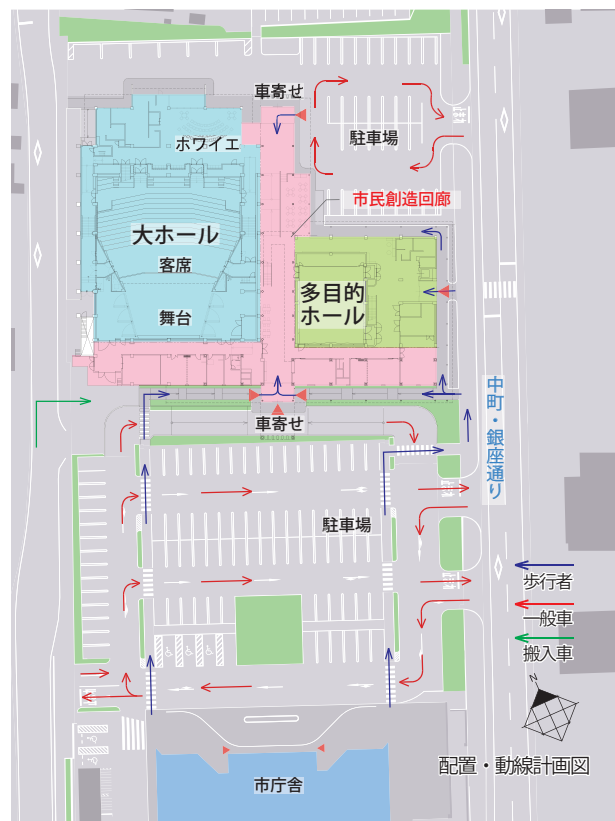 車寄せ
駐車場
ホワイエ
市民創造回廊
大ホール
客席
舞台
多目的
ホール
車寄せ
中町・銀座通り
駐車場
歩行者
一般車
搬入車
N
配置・動線計画図
市庁舎